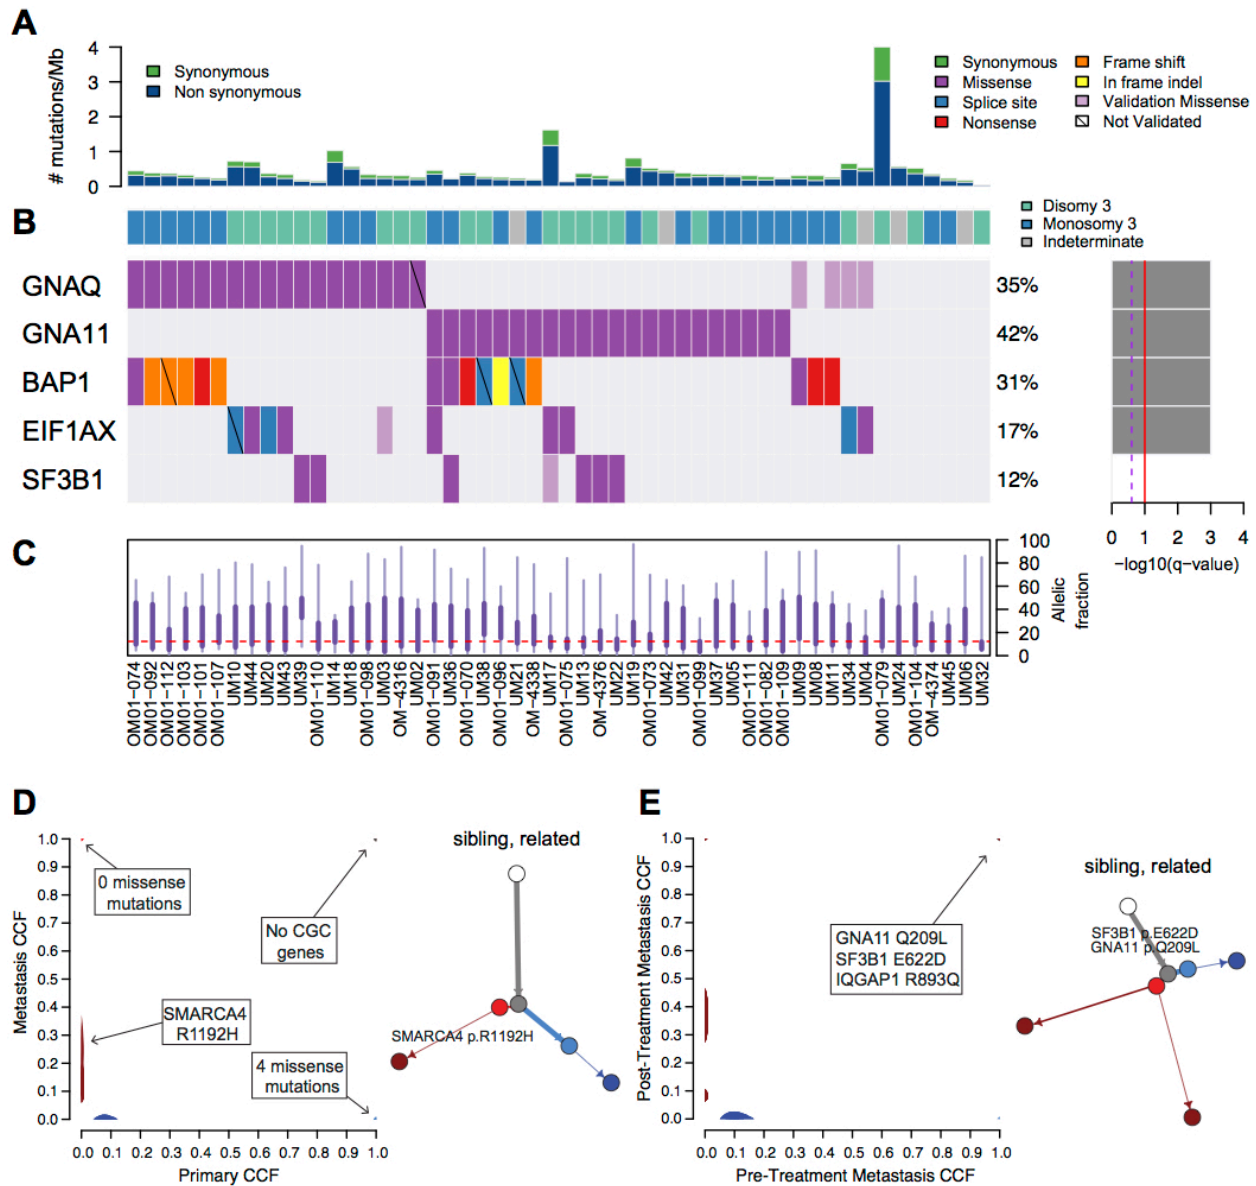 A
# mutations/Mb
4
3
2
1
0
Synonymous
Non synonymous
Synonymous
Missense
Splice site
Nonsense
Frame shift
In frame indel
Validation Missense
Not Validated
B
Disomy 3
Monosomy 3
Indeterminate
GNAQ
35%
GNA11
42%
BAP1
31%
EIF1AX
17%
SF3B1
12%
0 1 2 3 4
−log10(q−value)
C
100
80
60
40
20
0
Allelic
fraction
OM01−074
OM01−092
OM01−112
OM01−103
OM01−101
OM01−107
UM10
UM44
UM20
UM43
UM39
OM01−110
UM14
UM18
OM01−098
UM03
OM−4316
UM02
OM01−091
UM36
OM01−070
UM38
OM01−096
UM21
OM−4338
UM17
OM01−075
UM13
OM−4376
UM22
UM19
OM01−073
UM42
UM31
OM01−099
UM37
UM05
OM01−111
OM01−082
OM01−109
UM09
UM08
UM11
UM34
UM04
OM01−079
UM24
OM01−104
OM−4374
UM45
UM06
UM32
D
Metastasis CCF
1.0
0.9
0.8
0.7
0.6
0.5
0.4
0.3
0.2
0.1
0.0
0 missense
mutations
No CGC
genes
SMARCA4
R1192H
4 missense
mutations
0.0 0.1 0.2 0.3 0.4 0.5 0.6 0.7 0.8 0.9 1.0
Primary CCF
sibling, related
SMARCA4 p.R1192H
E
Post-Treatment Metastasis CCF
1.0
0.9
0.8
0.7
0.6
0.5
0.4
0.3
0.2
0.1
0.0
GNA11 Q209L
SF3B1 E622D
IQGAP1 R893Q
0.0 0.1 0.2 0.3 0.4 0.5 0.6 0.7 0.8 0.9 1.0
Pre-Treatment Metastasis CCF
sibling, related
SF3B1 p.E622D
GNA11 p.Q209L